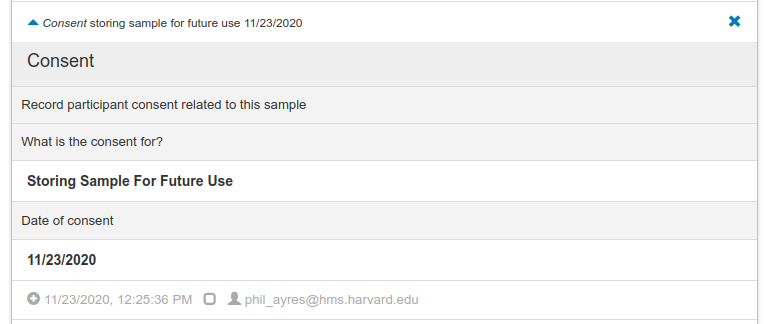 Consent storing sample for future use 11/23/2020
Consent
Record participant consent related to this sample
What is the consent for?
Storing Sample For Future Use
Date of consent
11/23/2020
11/23/2020, 12:25:36 PM phil_ayres@hms.harvard.edu